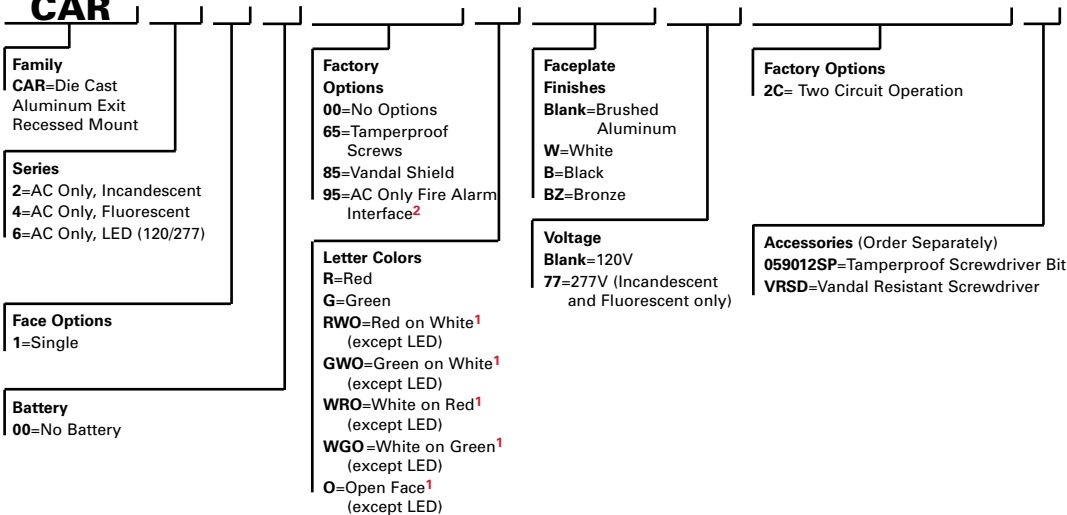 CAR
Family
CAR=Die Cast
Aluminum Exit
Recessed Mount
Series
2=AC Only, Incandescent
4=AC Only, Fluorescent
6=AC Only, LED (120/277)
Face Options
1=Single
Battery
00=No Battery
Factory
Options
00=No Options
65=Tamperproof
Screws
85=Vandal Shield
95=AC Only Fire Alarm
Interface2
Letter Colors
R=Red
G=Green
RWO=Red on White1
(except LED)
GWO=Green on White1
(except LED)
WRO=White on Red1
(except LED)
WGO=White on Green1
(except LED)
O=Open Face1
(except LED)
Faceplate
Finishes
Blank=Brushed
Aluminum
W=White
B=Black
BZ=Bronze
Voltage
Blank=120V
77=277V (Incandescent
and Fluorescent only)
Factory Options
2C= Two Circuit Operation
Accessories (Order Separately)
059012SP=Tamperproof Screwdriver Bit
VRSD=Vandal Resistant Screwdriver